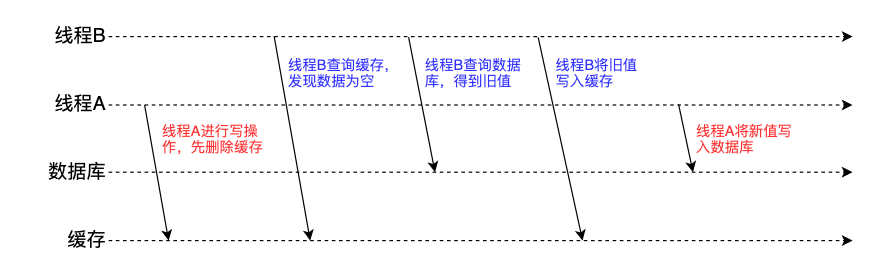 线程B
线程B查询缓存，
发现数据为空
线程B查询数据
库，得到旧值
线程B将旧值
写入缓存
线程A
线程A进行写操
作，先删除缓存
线程A将新值写
入数据库
数据库
缓存